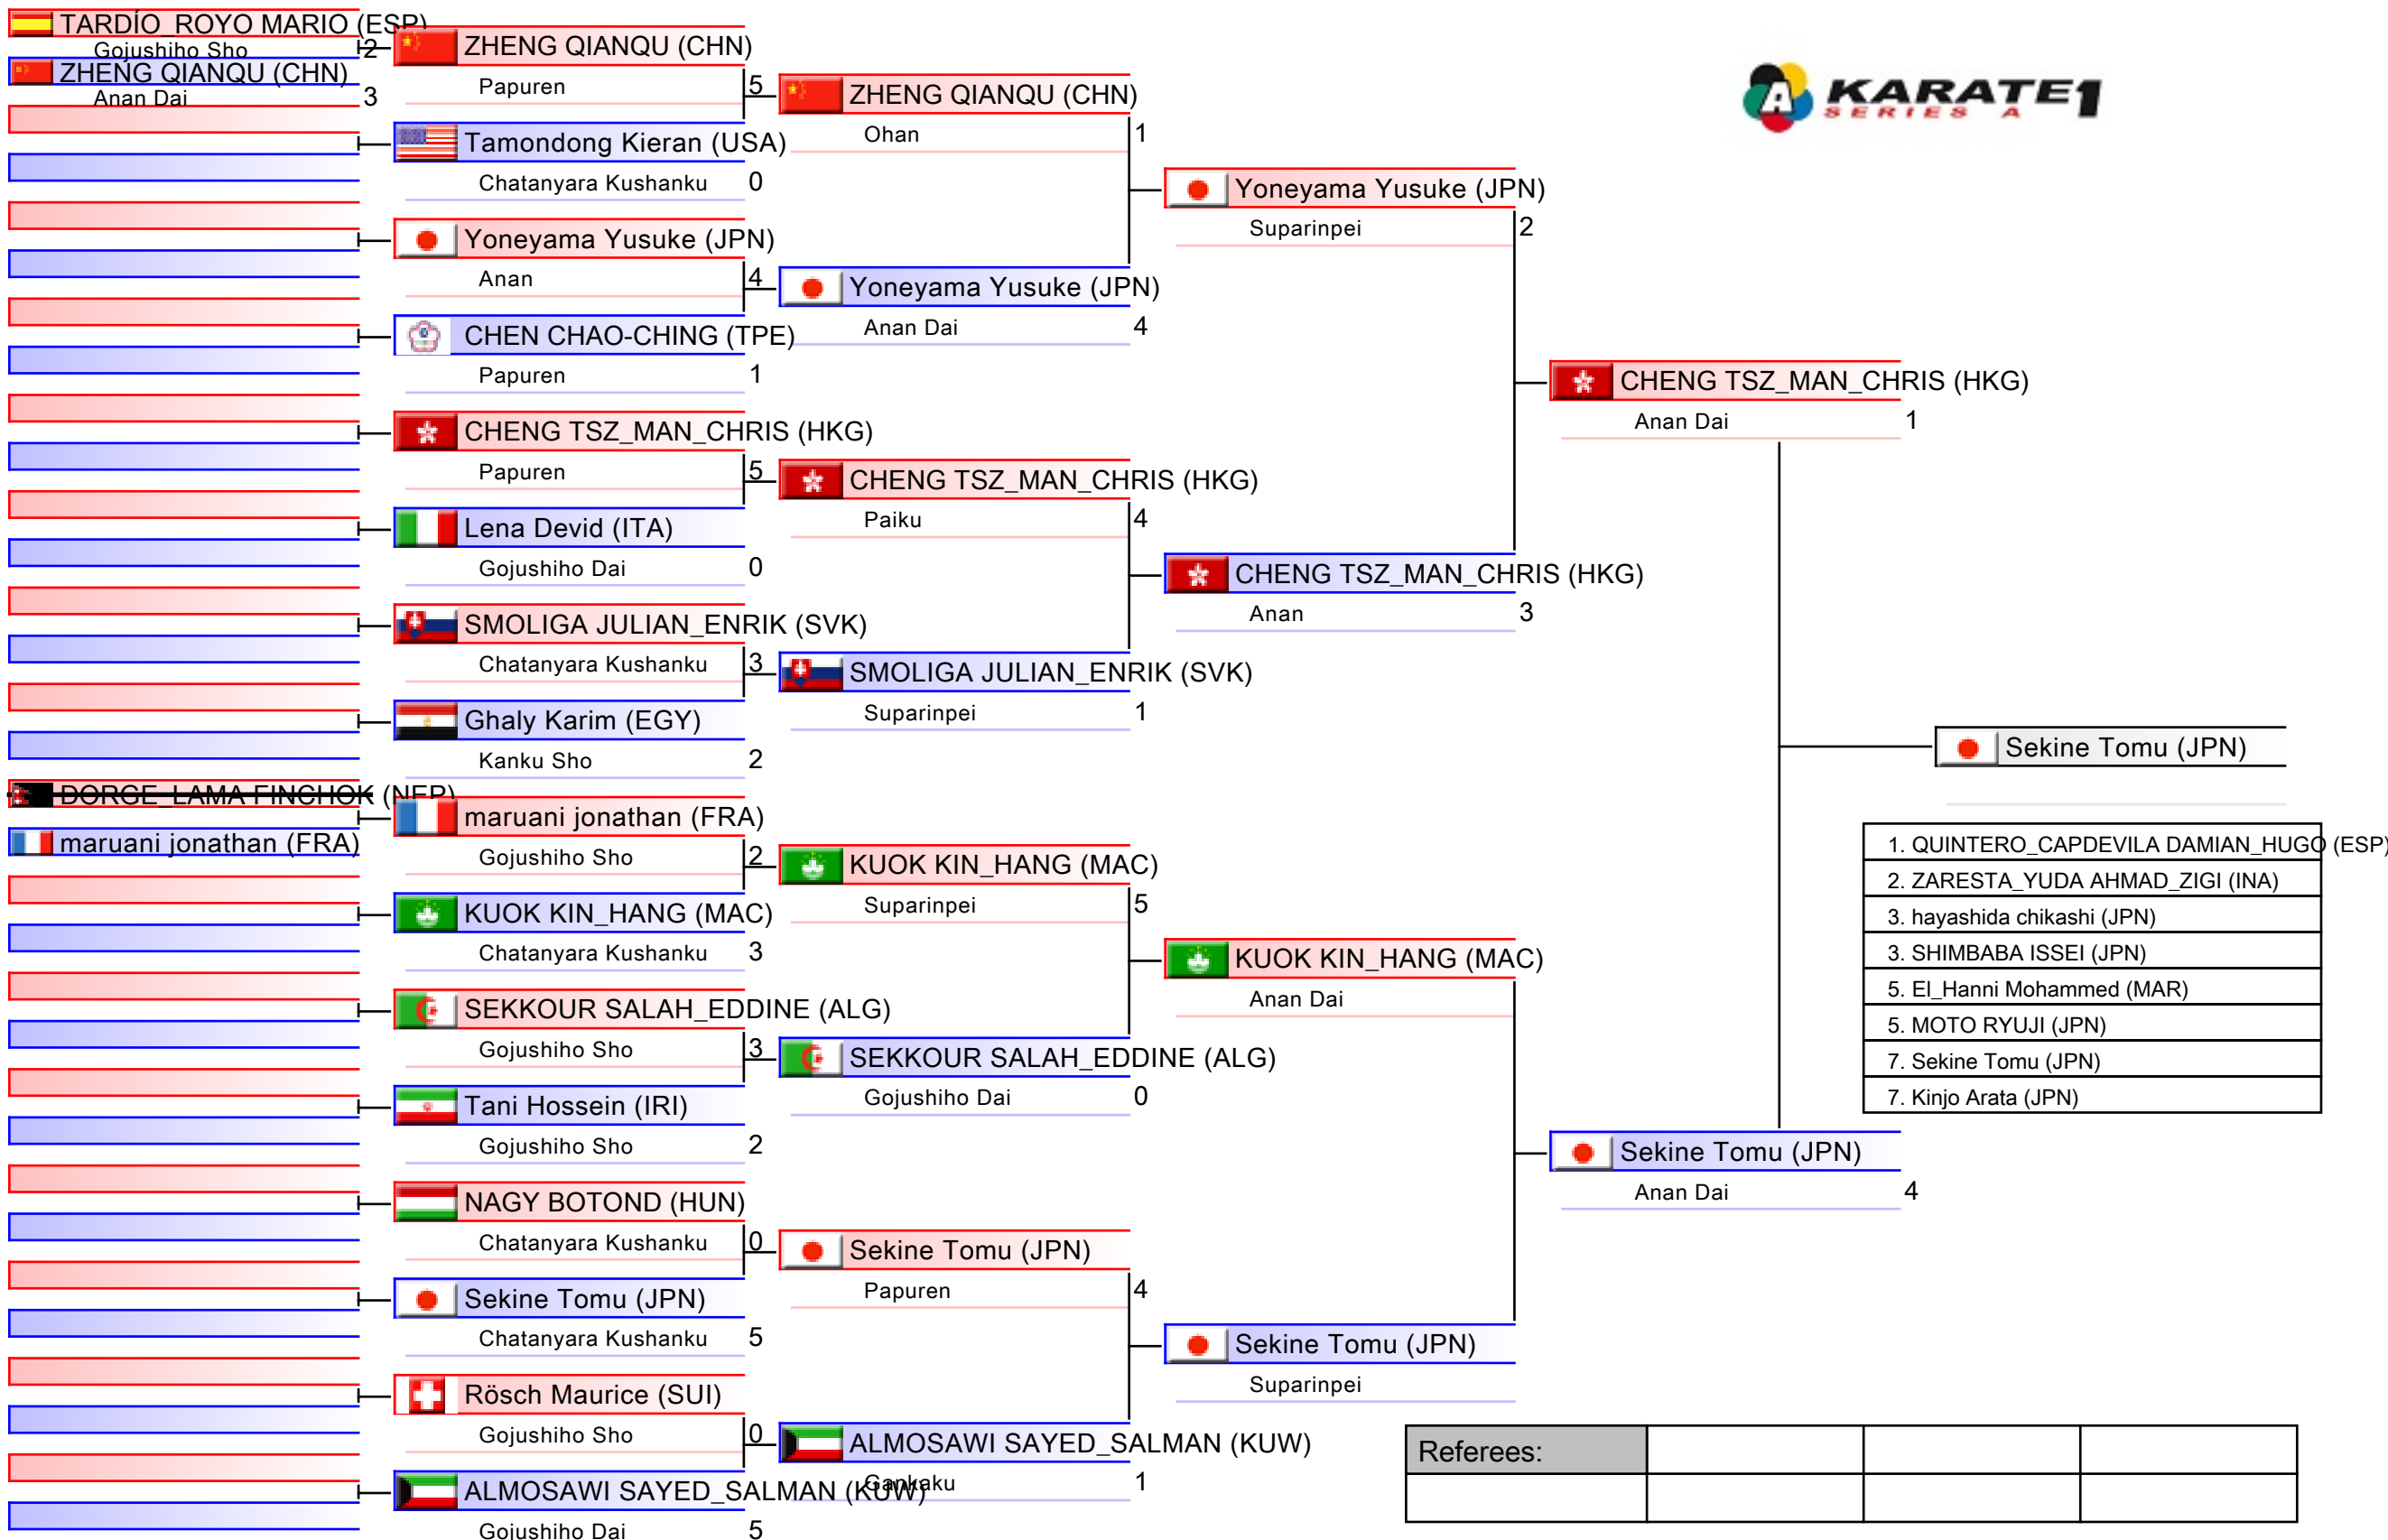 TARDÍO_ROYO MARIO (ESP)
Gojushiho Sho 2
ZHENG QIANQU (CHN)
Anan Dai 3
DORGE_LAMA FINCHOK (NEP)
maruani jonathan (FRA)
ZHENG QIANQU (CHN)
Papuren 5
Tamondong Kieran (USA)
Chatanyara Kushanku 0
Yoneyama Yusuke (JPN)
Anan 4
CHEN CHAO-CHING (TPE)
Papuren 1
CHENG TSZ_MAN_CHRIS (HKG)
Papuren 5
Lena Devid (ITA)
Gojushiho Dai 0
SMOLIGA JULIAN_ENRIK (SVK)
Chatanyara Kushanku 3
Ghaly Karim (EGY)
Kanku Sho 2
maruani jonathan (FRA)
Gojushiho Sho 2
KUOK KIN_HANG (MAC)
Chatanyara Kushanku 3
SEKKOUR SALAH_EDDINE (ALG)
Gojushiho Sho 3
Tani Hossein (IRI)
Gojushiho Sho 2
NAGY BOTOND (HUN)
Chatanyara Kushanku 0
Sekine Tomu (JPN)
Chatanyara Kushanku 5
Rösch Maurice (SUI)
Gojushiho Sho 0
ALMOSAWI SAYED_SALMAN (KUW)
Gojushiho Dai 5
ZHENG QIANQU (CHN)
Ohan 1
Yoneyama Yusuke (JPN)
Anan Dai 4
CHENG TSZ_MAN_CHRIS (HKG)
Paiku 4
SMOLIGA JULIAN_ENRIK (SVK)
Suparinpei 1
KUOK KIN_HANG (MAC)
Suparinpei 5
SEKKOUR SALAH_EDDINE (ALG)
Gojushiho Dai 0
Sekine Tomu (JPN)
Papuren 4
ALMOSAWI SAYED_SALMAN (KUW)
Gankaku 1
Yoneyama Yusuke (JPN)
Suparinpei 2
CHENG TSZ_MAN_CHRIS (HKG)
Anan 3
KUOK KIN_HANG (MAC)
Anan Dai
Sekine Tomu (JPN)
Suparinpei
CHENG TSZ_MAN_CHRIS (HKG)
Anan Dai 1
Sekine Tomu (JPN)
Anan Dai 4
KARATE1
SERIES A
Sekine Tomu (JPN)
1. QUINTERO_CAPDEVILA DAMIAN_HUGO (ESP)
2. ZARESTA_YUDA AHMAD_ZIGI (INA)
3. hayashida chikashi (JPN)
3. SHIMBABA ISSEI (JPN)
5. El_Hanni Mohammed (MAR)
5. MOTO RYUJI (JPN)
7. Sekine Tomu (JPN)
7. Kinjo Arata (JPN)
Referees: